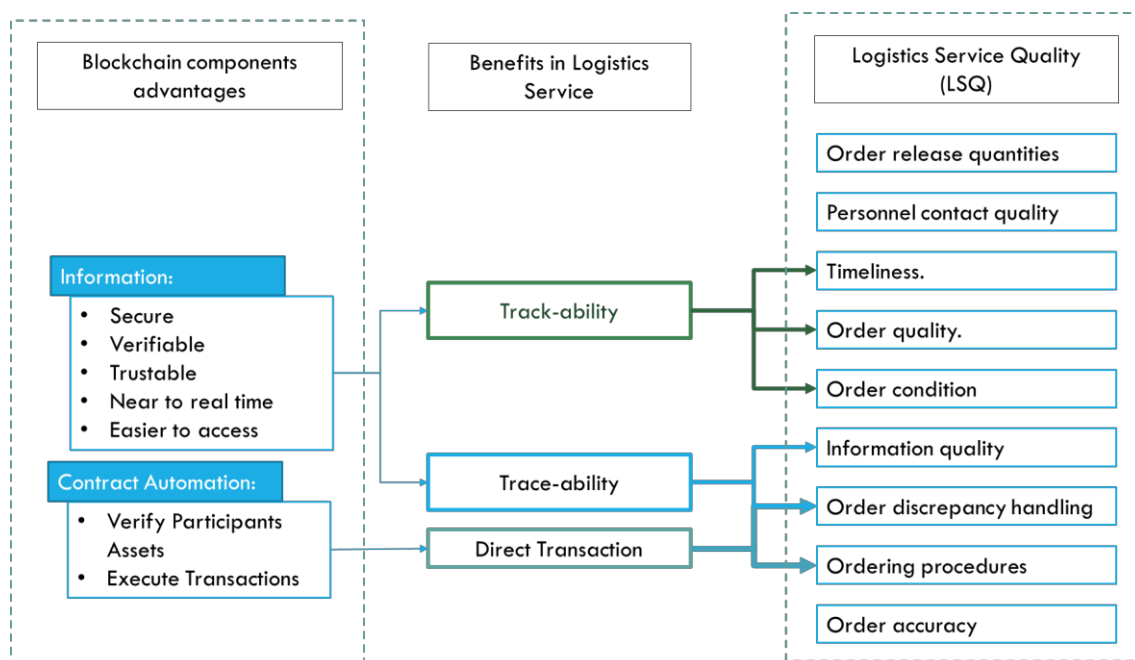 Blockchain components
advantages
Benefits in Logistics
Service
Logistics Service Quality
(LSQ)
Order release quantities
Personnel contact quality
Information:
• Secure
• Verifiable
• Trustable
• Near to real time
• Easier to access
Contract Automation:
• Verify Participants
Assets
• Execute Transactions
Track-ability
Trace-ability
Direct Transaction
Timeliness.
Order quality.
Order condition
Information quality
Order discrepancy handling
Ordering procedures
Order accuracy